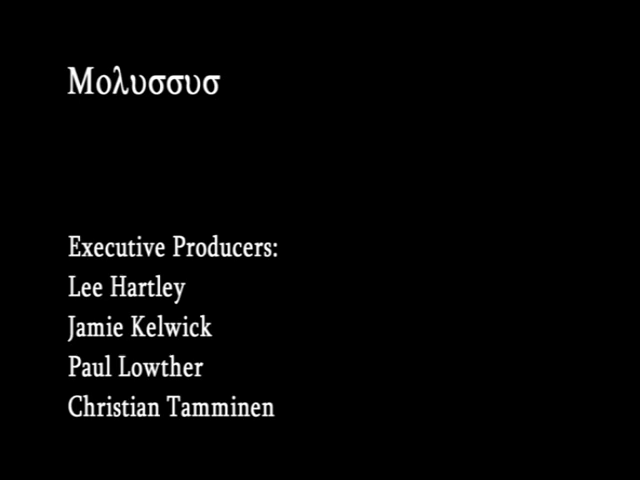 Μολυσσυσ
Executive Producers:
Lee Hartley
Jamie Kelwick
Paul Lowther
Christian Tamminen